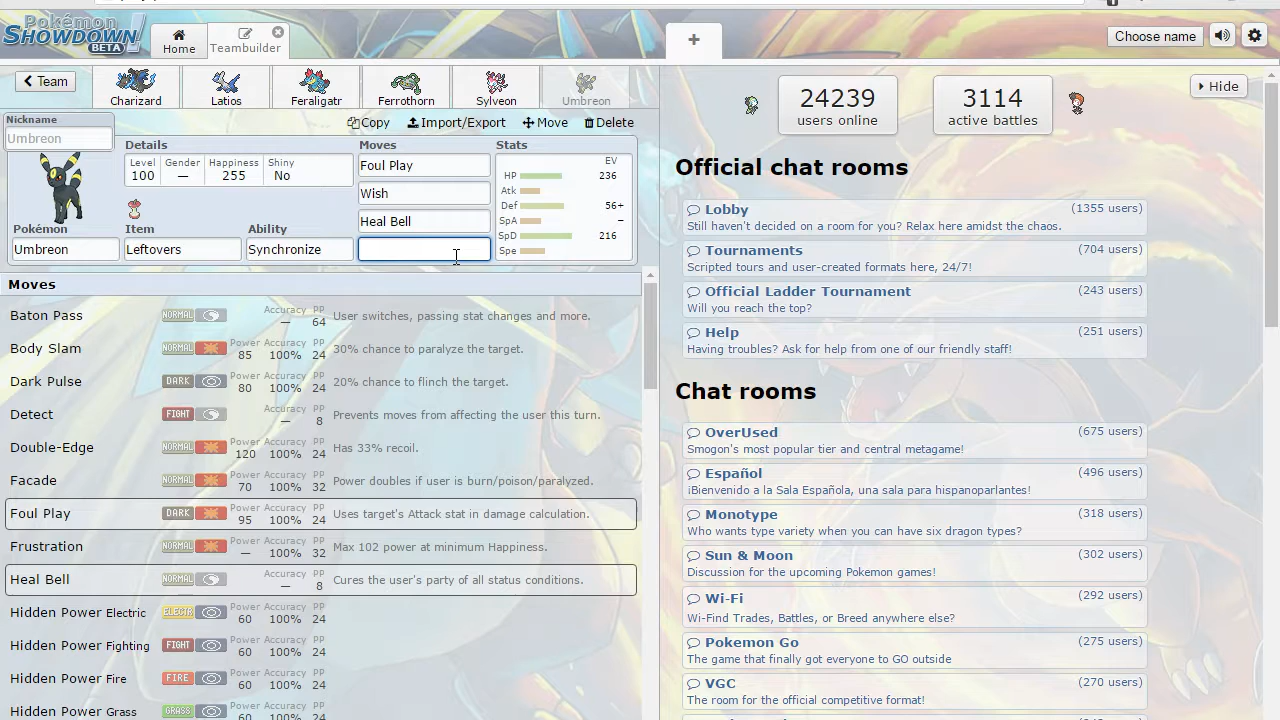 Pokémon
SHOWDOWN!
BETA
Home
Teambuilder
+
Choose name
Team
Charizard
Latios
Feraligatr
Ferrothorn
Sylveon
Umbreon
Copy
Import/Export
Move
Delete
Nickname
Umbreon
Details
Level
100
Gender
—
Happiness
255
Shiny
No
Pokémon
Umbreon
Item
Leftovers
Ability
Synchronize
Moves
Foul Play
Wish
Heal Bell
Stats
EV
HP 236
Atk
Def 56+
SpA –
SpD 216
Spe
Moves
Baton Pass NORMAL Accuracy — PP 64 User switches, passing stat changes and more.
Body Slam NORMAL Power 85 Accuracy 100% PP 24 30% chance to paralyze the target.
Dark Pulse DARK Power 80 Accuracy 100% PP 24 20% chance to flinch the target.
Detect FIGHT Accuracy — PP 8 Prevents moves from affecting the user this turn.
Double-Edge NORMAL Power 120 Accuracy 100% PP 24 Has 33% recoil.
Facade NORMAL Power 70 Accuracy 100% PP 32 Power doubles if user is burn/poison/paralyzed.
Foul Play DARK Power 95 Accuracy 100% PP 24 Uses target's Attack stat in damage calculation.
Frustration NORMAL Power — Accuracy 100% PP 32 Max 102 power at minimum Happiness.
Heal Bell NORMAL Accuracy — PP 8 Cures the user's party of all status conditions.
Hidden Power Electric ELECTR Power 60 Accuracy 100% PP 24
Hidden Power Fighting FIGHT Power 60 Accuracy 100% PP 24
Hidden Power Fire FIRE Power 60 Accuracy 100% PP 24
Hidden Power Grass GRASS Power 60 Accuracy 100% PP 24
24239
users online
3114
active battles
Hide
Official chat rooms
Lobby (1355 users)
Still haven't decided on a room for you? Relax here amidst the chaos.
Tournaments (704 users)
Scripted tours and user-created formats here, 24/7!
Official Ladder Tournament (243 users)
Will you reach the top?
Help (251 users)
Having troubles? Ask for help from one of our friendly staff!
Chat rooms
OverUsed (675 users)
Smogon's most popular tier and central metagame!
Español (496 users)
¡Bienvenido a la Sala Española, una sala para hispanoparlantes!
Monotype (318 users)
Who wants type variety when you can have six dragon types?
Sun & Moon (302 users)
Discussion for the upcoming Pokemon games!
Wi-Fi (292 users)
Wi-Find Trades, Battles, or Breed anywhere else?
Pokemon Go (275 users)
The game that finally got everyone to GO outside
VGC (270 users)
The room for the official competitive format!